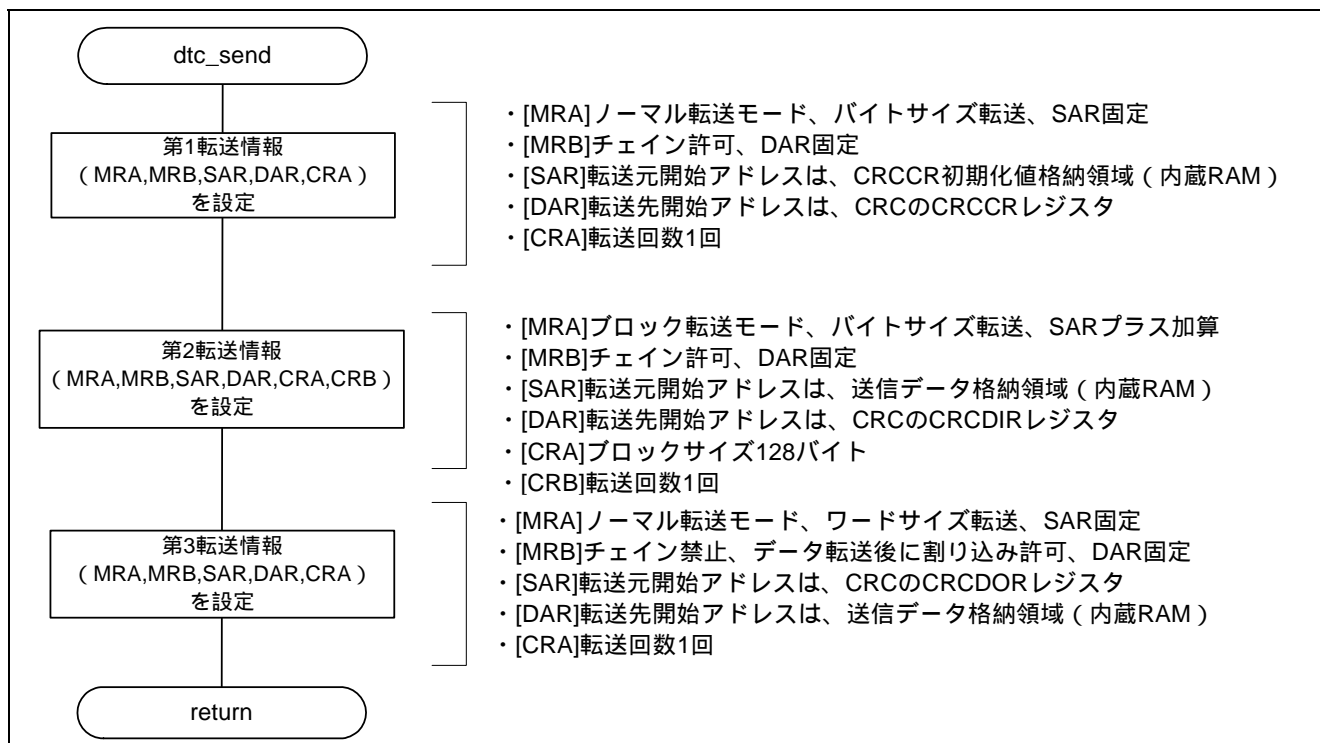 dtc_send
第1転送情報
（MRA,MRB,SAR,DAR,CRA）
を設定
・[MRA]ノーマル転送モード、バイトサイズ転送、SAR固定
・[MRB]チェイン許可、DAR固定
・[SAR]転送元開始アドレスは、CRCCR初期化値格納領域（内蔵RAM）
・[DAR]転送先開始アドレスは、CRCのCRCCRレジスタ
・[CRA]転送回数1回
第2転送情報
（MRA,MRB,SAR,DAR,CRA,CRB）
を設定
・[MRA]ブロック転送モード、バイトサイズ転送、SARプラス加算
・[MRB]チェイン許可、DAR固定
・[SAR]転送元開始アドレスは、送信データ格納領域（内蔵RAM）
・[DAR]転送先開始アドレスは、CRCのCRCDIRレジスタ
・[CRA]ブロックサイズ128バイト
・[CRB]転送回数1回
第3転送情報
（MRA,MRB,SAR,DAR,CRA）
を設定
・[MRA]ノーマル転送モード、ワードサイズ転送、SAR固定
・[MRB]チェイン禁止、データ転送後に割り込み許可、DAR固定
・[SAR]転送元開始アドレスは、CRCのCRCDORレジスタ
・[DAR]転送先開始アドレスは、送信データ格納領域（内蔵RAM）
・[CRA]転送回数1回
return